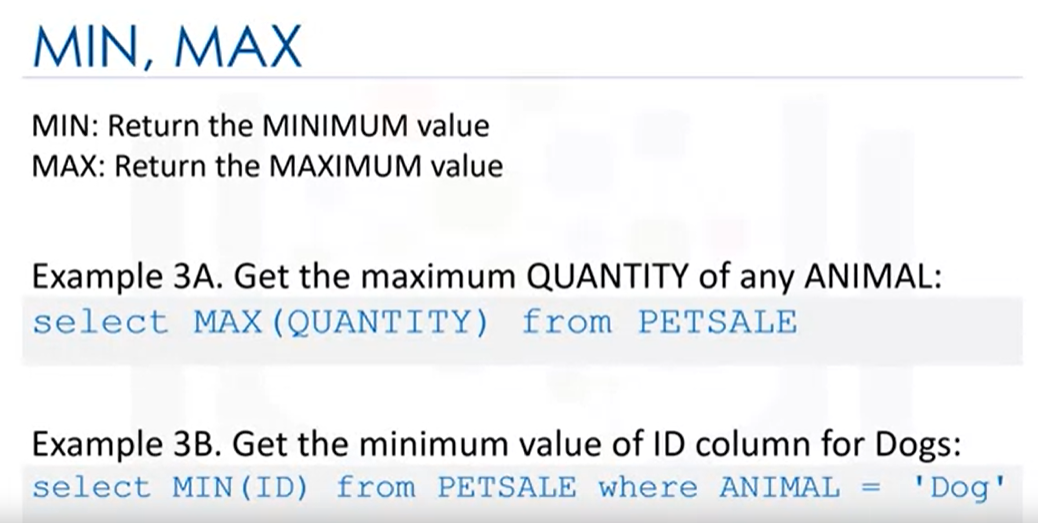 MIN, MAX
MIN: Return the MINIMUM value
MAX: Return the MAXIMUM value
Example 3A. Get the maximum QUANTITY of any ANIMAL:
select MAX(QUANTITY) from PETSALE
Example 3B. Get the minimum value of ID column for Dogs:
select MIN(ID) from PETSALE where ANIMAL = 'Dog'